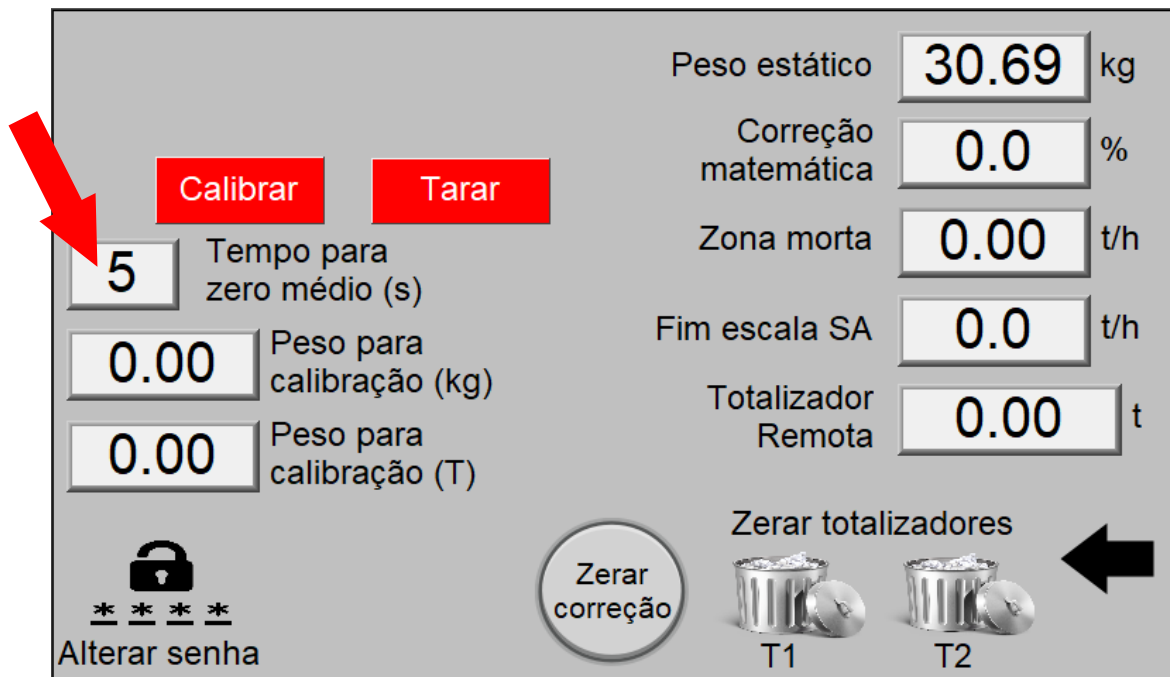 Calibrar
Tarar
5
Tempo para
zero médio (s)
0.00
Peso para
calibração (kg)
0.00
Peso para
calibração (T)
* * * *
Alterar senha
Peso estático
30.69
kg
Correção
matemática
0.0
%
Zona morta
0.00
t/h
Fim escala SA
0.0
t/h
Totalizador
Remota
0.00
t
Zerar
correção
Zerar totalizadores
T1
T2